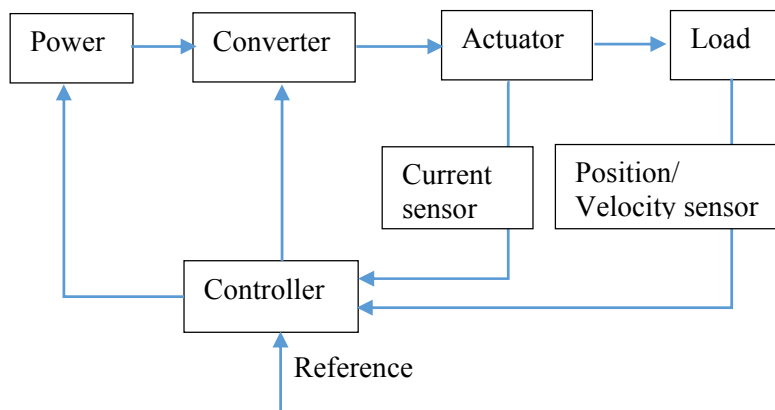 Power
Converter
Actuator
Load
Current
sensor
Position/
Velocity sensor
Controller
Reference